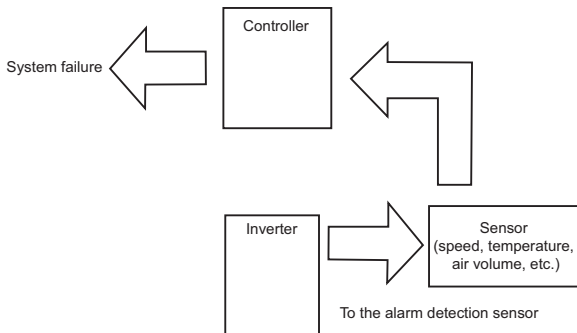 Controller
System failure
Inverter
Sensor
(speed, temperature,
air volume, etc.)
To the alarm detection sensor